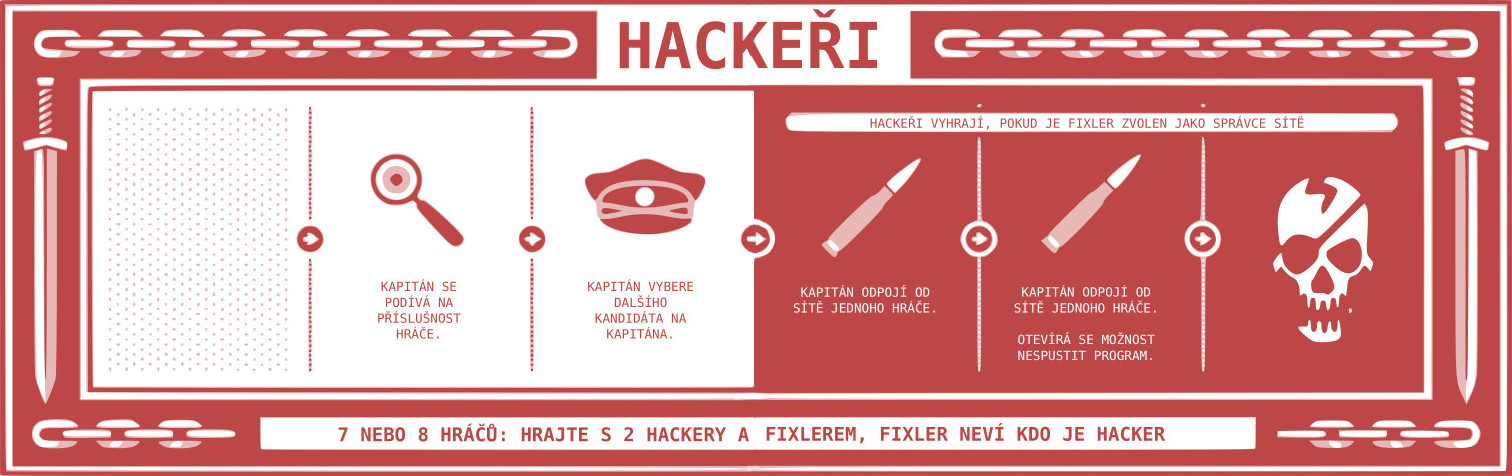 HACKEŘI
HACKEŘI VYHRAJÍ, POKUD JE FIXLER ZVOLEN JAKO SPRÁVCE SÍTĚ
KAPITÁN SE
PODÍVÁ NA
PŘÍSLUŠNOST
HRÁČE.
KAPITÁN VYBERE
DALŠÍHO
KANDIDÁTA NA
KAPITÁNA.
KAPITÁN ODPOJÍ OD
SÍTĚ JEDNOHO HRÁČE.
KAPITÁN ODPOJÍ OD
SÍTĚ JEDNOHO HRÁČE.
OTEVÍRÁ SE MOŽNOST
NESPUSTIT PROGRAM.
7 NEBO 8 HRÁČŮ: HRAJTE S 2 HACKERY A FIXLEREM, FIXLER NEVÍ KDO JE HACKER